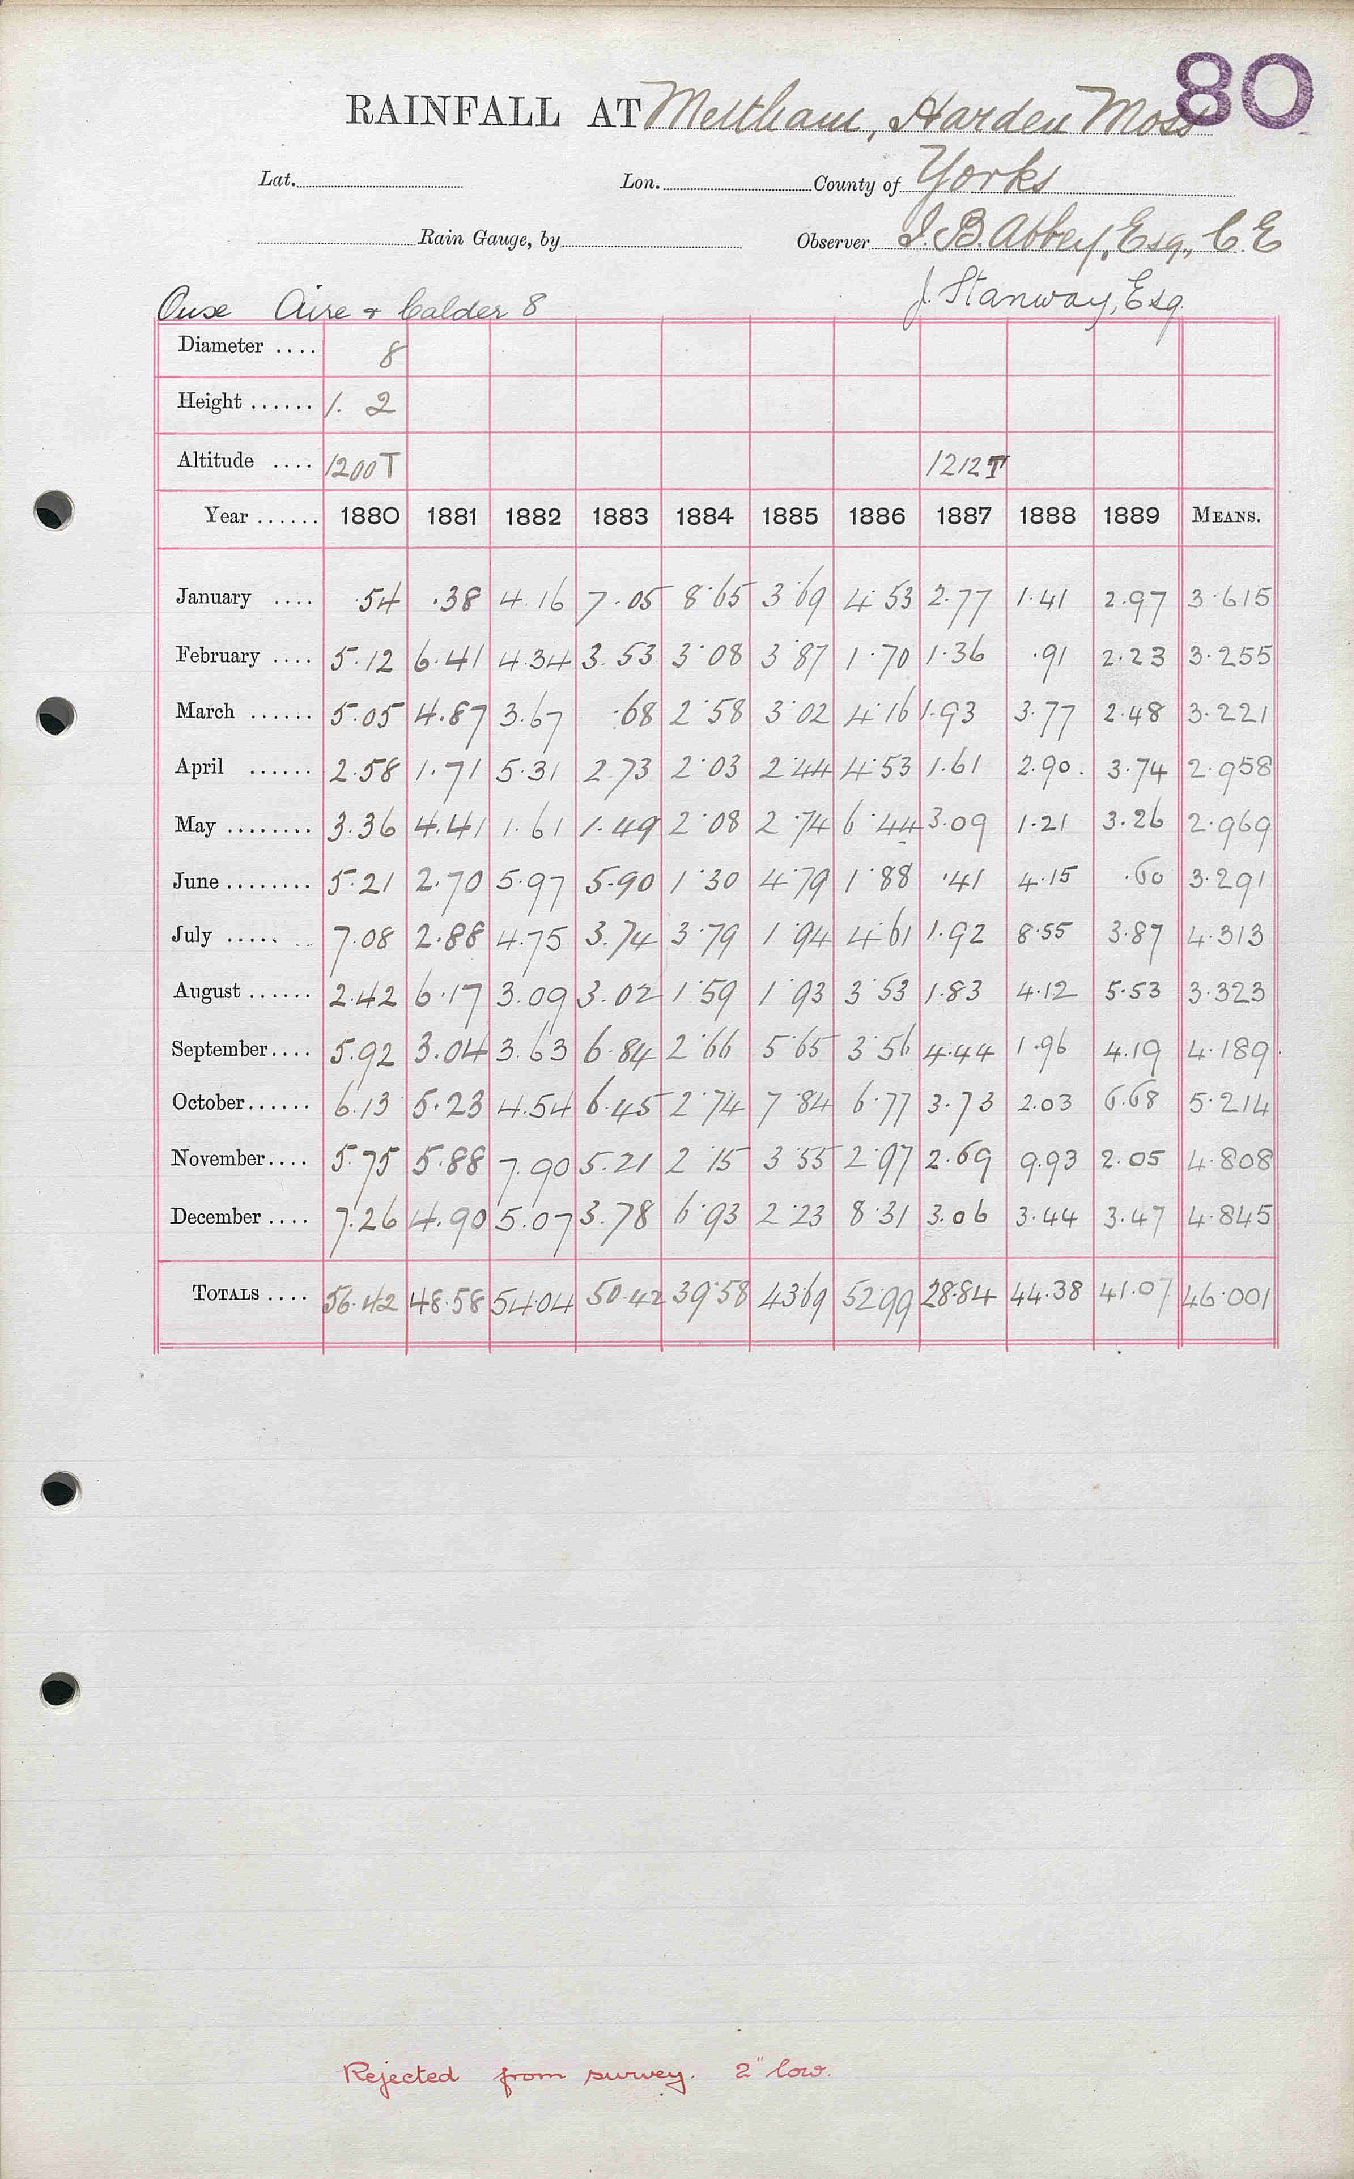 80
RAINFALL AT Meltham, Harden Moss
Lat. Lon. County of Yorks
Rain Gauge, by Observer J. B. Abbey, Esq., C.E
J. Stanway, Esq.
Ouse Aire & Calder 8
Diameter .... 8
Height ...... 1. 2
Altitude .... 1200T 1212T
Year ...... 1880 1881 1882 1883 1884 1885 1886 1887 1888 1889 MEANS.
January .... .54 .38 4.16 7.05 8.65 3.69 4.53 2.77 1.41 2.97 3.615
February .... 5.12 6.41 4.34 3.53 3.08 3.87 1.70 1.36 .91 2.23 3.255
March ...... 5.05 4.87 3.67 .68 2.58 3.02 4.16 1.93 3.77 2.48 3.221
April ...... 2.58 1.71 5.31 2.73 2.03 2.44 4.53 1.61 2.90. 3.74 2.958
May ........ 3.36 4.41 1.61 1.49 2.08 2.74 6.44 3.09 1.21 3.26 2.969
June ........ 5.21 2.70 5.97 5.90 1.30 4.79 1.88 .41 4.15 .60 3.291
July ..... 7.08 2.88 4.75 3.74 3.79 1.94 4.61 1.92 8.55 3.87 4.313
August ...... 2.42 6.17 3.09 3.02 1.59 1.93 3.53 1.83 4.12 5.53 3.323
September.... 5.92 3.04 3.63 6.84 2.66 5.65 3.56 4.44 1.96 4.19 4.189
October...... 6.13 5.23 4.54 6.45 2.74 7.84 6.77 3.73 2.03 6.68 5.214
November.... 5.75 5.88 7.90 5.21 2.15 3.55 2.97 2.69 9.93 2.05 4.808
December .... 7.26 4.90 5.07 3.78 6.93 2.23 8.31 3.06 3.44 3.47 4.845
TOTALS .... 56.42 48.58 54.04 50.42 39.58 43.69 52.99 28.84 44.38 41.07 46.001
Rejected from survey. 2" low.